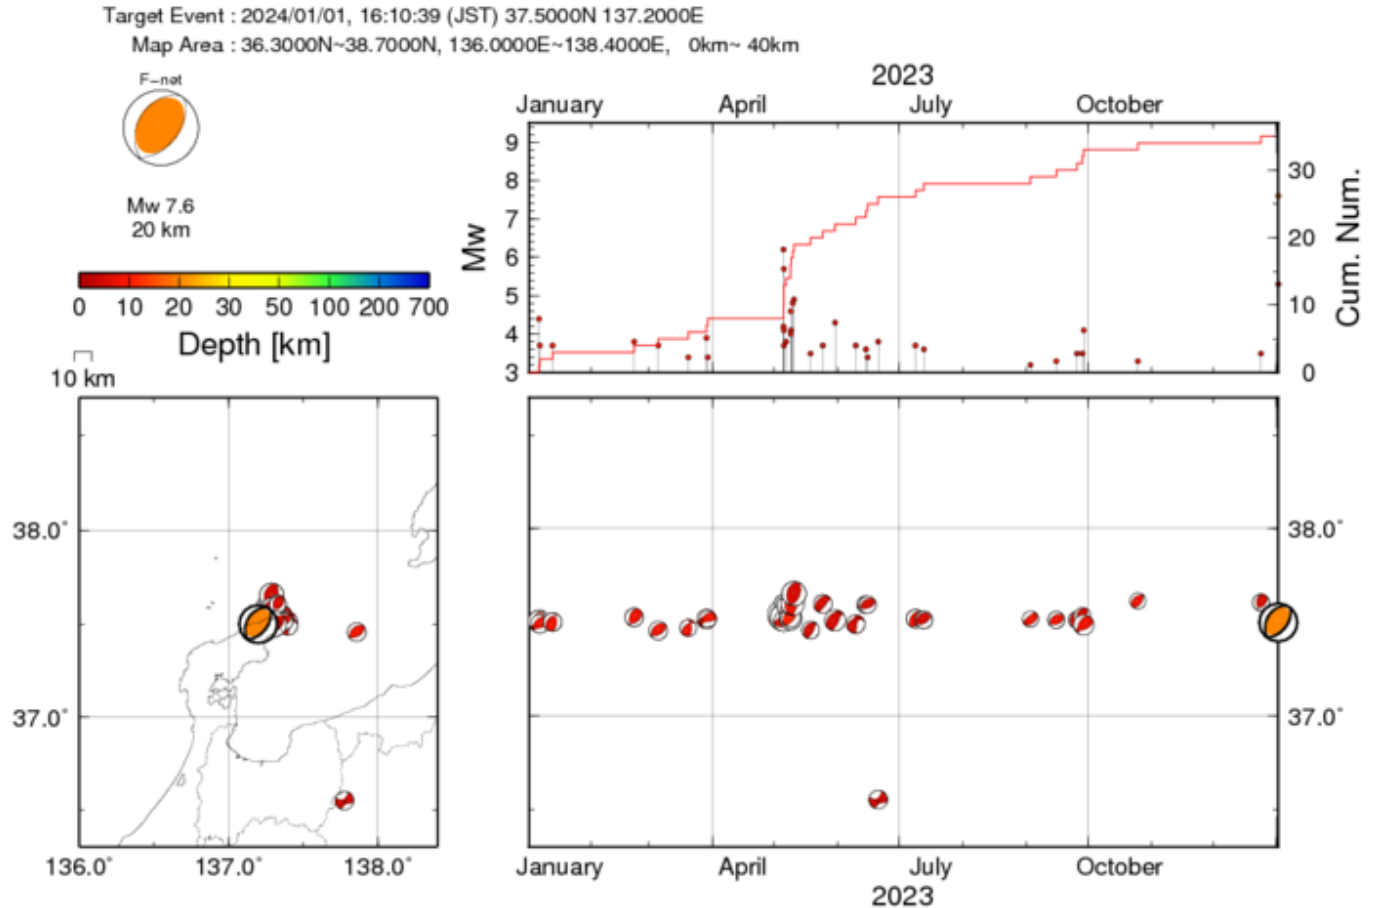 Target Event : 2024/01/01, 16:10:39 (JST) 37.5000N 137.2000E
Map Area : 36.3000N~38.7000N, 136.0000E~138.4000E, 0km~ 40km
F-net
Mw 7.6
20 km
0 10 20 30 50 100 200 700
Depth [km]
10 km
2023
January April July October
9
8
7
6
5
4
3
Mw
30
20
10
0
Cum. Num.
38.0°
37.0°
136.0° 137.0° 138.0°
38.0°
37.0°
January April July October
2023